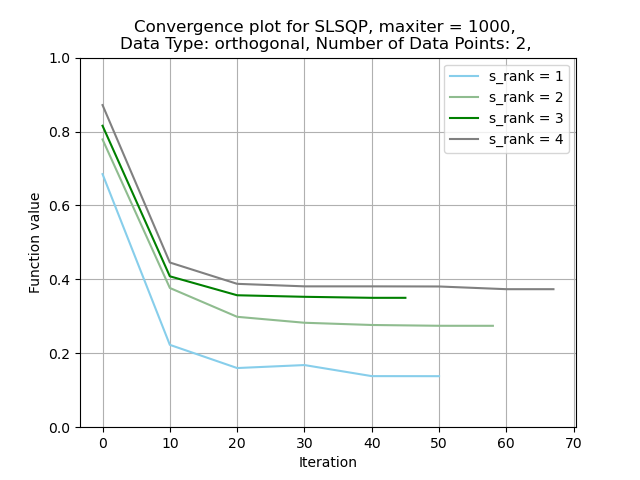 Convergence plot for SLSQP, maxiter = 1000,
Data Type: orthogonal, Number of Data Points: 2,
1.0
0.8
0.6
0.4
0.2
0.0
Function value
s_rank = 1
s_rank = 2
s_rank = 3
s_rank = 4
0 10 20 30 40 50 60 70
Iteration